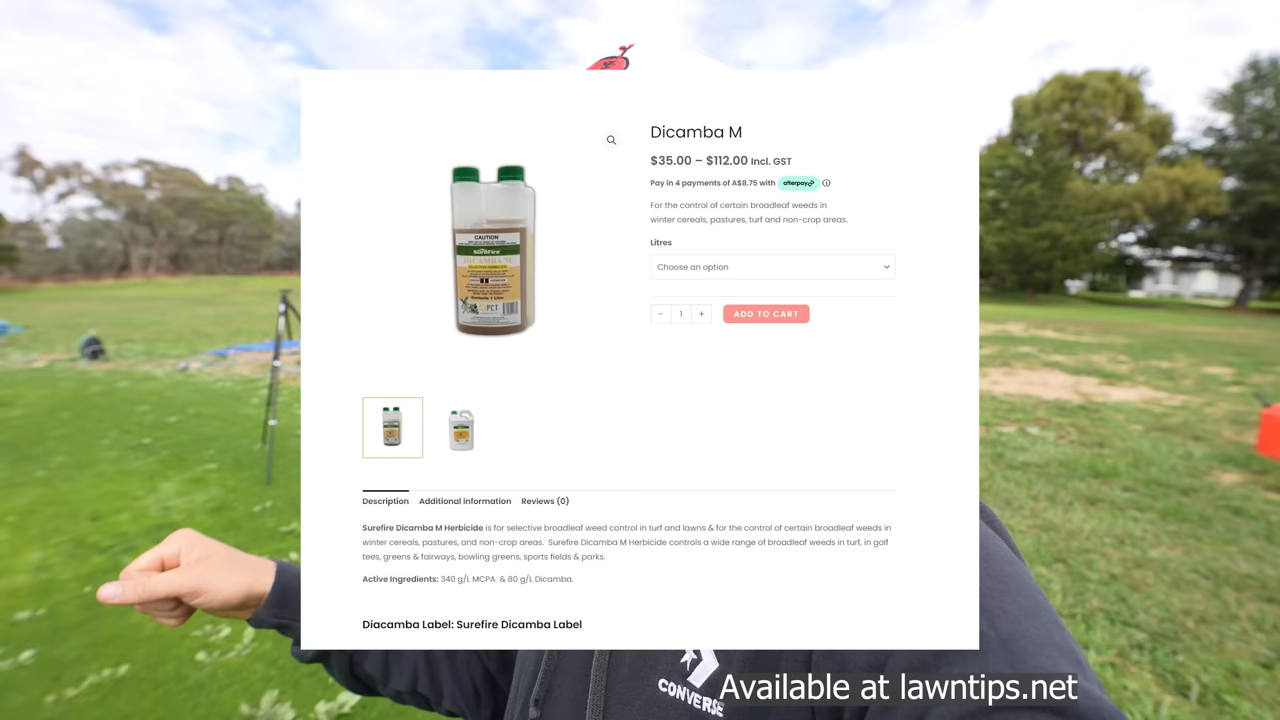 Dicamba M
$35.00 – $112.00 Incl. GST
Pay in 4 payments of A$8.75 with afterpay
For the control of certain broadleaf weeds in
winter cereals, pastures, turf and non-crop areas.
Litres
Choose an option
- 1 +
ADD TO CART
CAUTION
SureFire
DICAMBA M
Contents: 1 Litre
PCT
Description Additional information Reviews (0)
Surefire Dicamba M Herbicide is for selective broadleaf weed control in turf and lawns & for the control of certain broadleaf weeds in
winter cereals, pastures, and non-crop areas. Surefire Dicamba M Herbicide controls a wide range of broadleaf weeds in turf, in golf
tees, greens & fairways, bowling greens, sports fields & parks.
Active Ingredients: 340 g/L MCPA & 80 g/L Dicamba.
Diacamba Label: Surefire Dicamba Label
CONVERSE
Available at lawntips.net